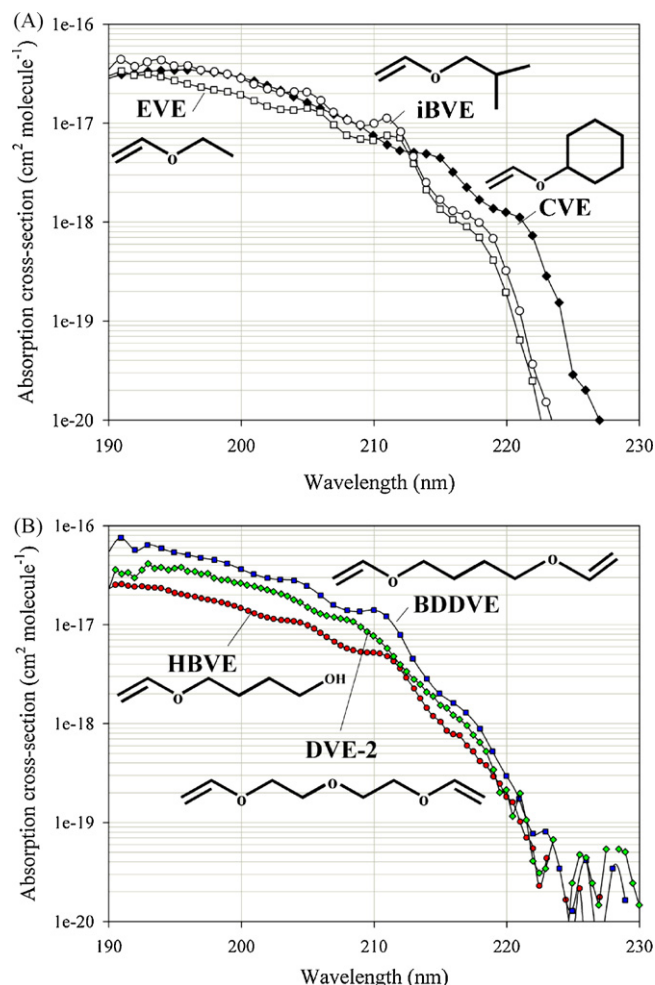 (A)
Absorption cross-section (cm² molecule⁻¹)
1e-16
1e-17
1e-18
1e-19
1e-20
EVE
o
o
iBVE
o
CVE
190 200 210 220 230
Wavelength (nm)
(B)
Absorption cross-section (cm² molecule⁻¹)
1e-16
1e-17
1e-18
1e-19
1e-20
o
o
BDDVE
HBVE
o
OH
DVE-2
o
o
o
190 200 210 220 230
Wavelength (nm)